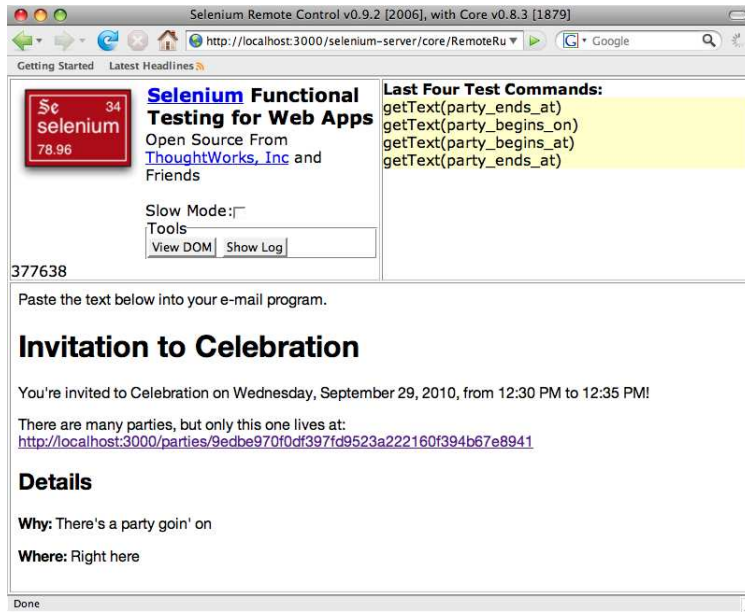 Selenium Remote Control v0.9.2 [2006], with Core v0.8.3 [1879]
http://localhost:3000/selenium-server/core/RemoteRu
G Google
Getting Started Latest Headlines
Se 34
selenium
78.96
Selenium Functional
Testing for Web Apps
Open Source From
ThoughtWorks, Inc and
Friends
Slow Mode:
Tools
View DOM Show Log
377638
Last Four Test Commands:
getText(party_ends_at)
getText(party_begins_on)
getText(party_begins_at)
getText(party_ends_at)
Paste the text below into your e-mail program.
Invitation to Celebration
You're invited to Celebration on Wednesday, September 29, 2010, from 12:30 PM to 12:35 PM!
There are many parties, but only this one lives at:
http://localhost:3000/parties/9edbe970f0df397fd9523a222160f394b67e8941
Details
Why: There's a party goin' on
Where: Right here
Done